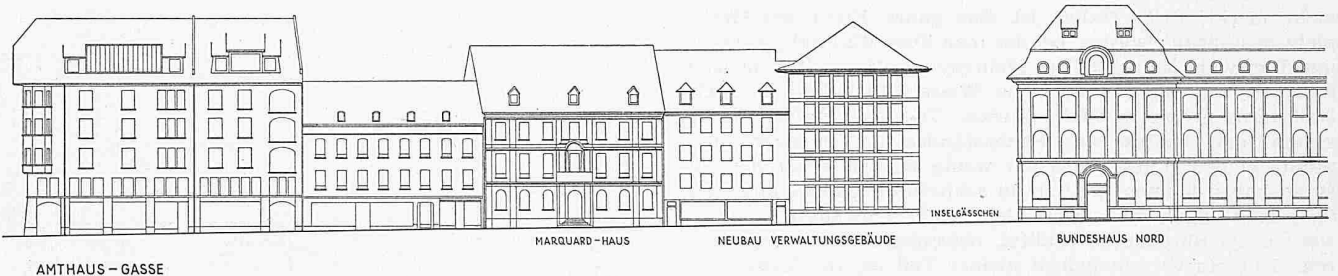 MARQUARD-HAUS
NEUBAU VERWALTUNGSGEBÄUDE
INSELGÄSSCHEN
BUNDESHAUS NORD
AMTHAUS-GASSE